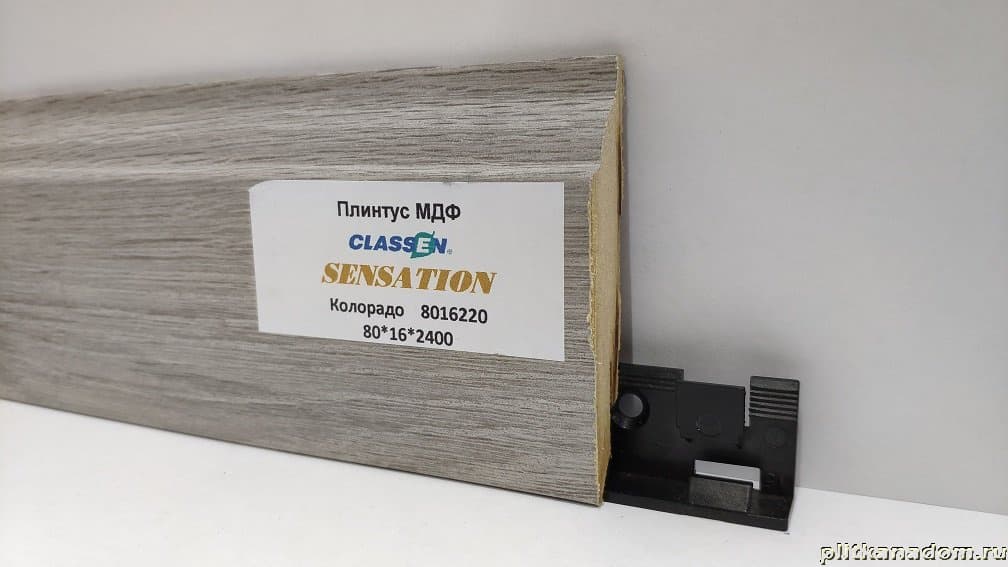 Плинтус МДФ
CLASSEN®
SENSATION
Колорадо 8016220
80*16*2400
plitkanadom.ru